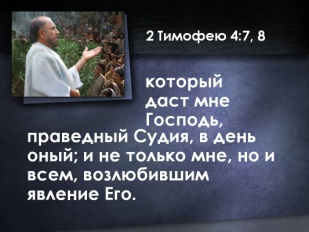 2 Тимофею 4:7, 8
который
даст мне
Господь,
праведный Судия, в день
оный; и не только мне, но и
всем, возлюбившим
явление Его.